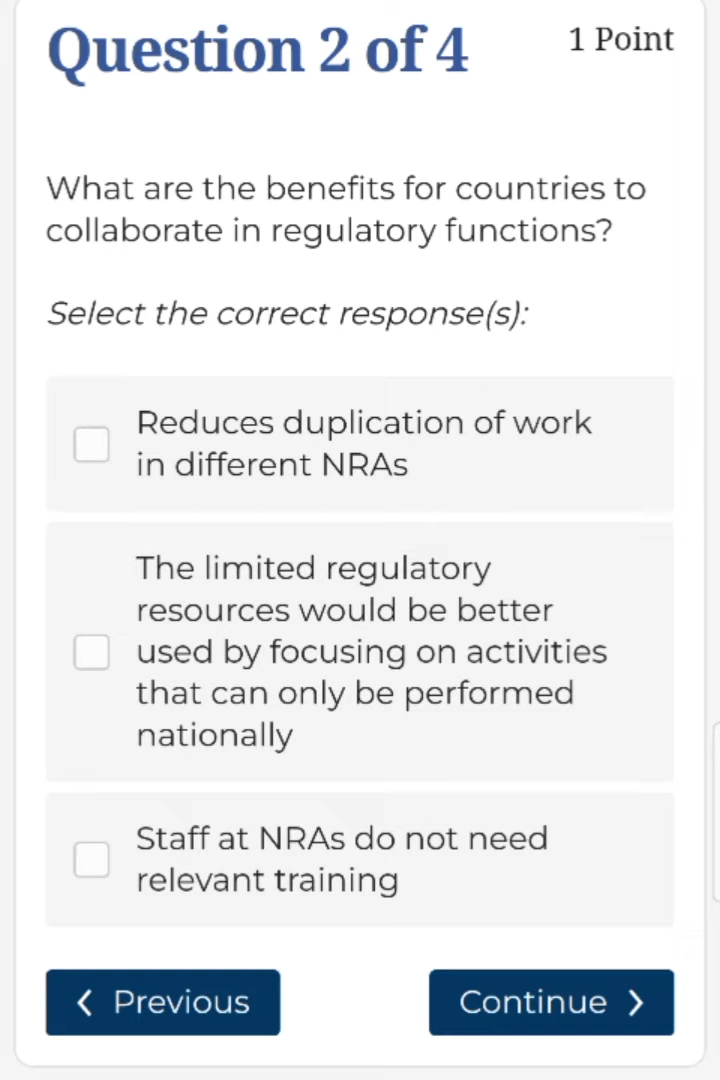 Question 2 of 4
1 Point
What are the benefits for countries to
collaborate in regulatory functions?
Select the correct response(s):
Reduces duplication of work
in different NRAs
The limited regulatory
resources would be better
used by focusing on activities
that can only be performed
nationally
Staff at NRAs do not need
relevant training
❮ Previous
Continue ❯